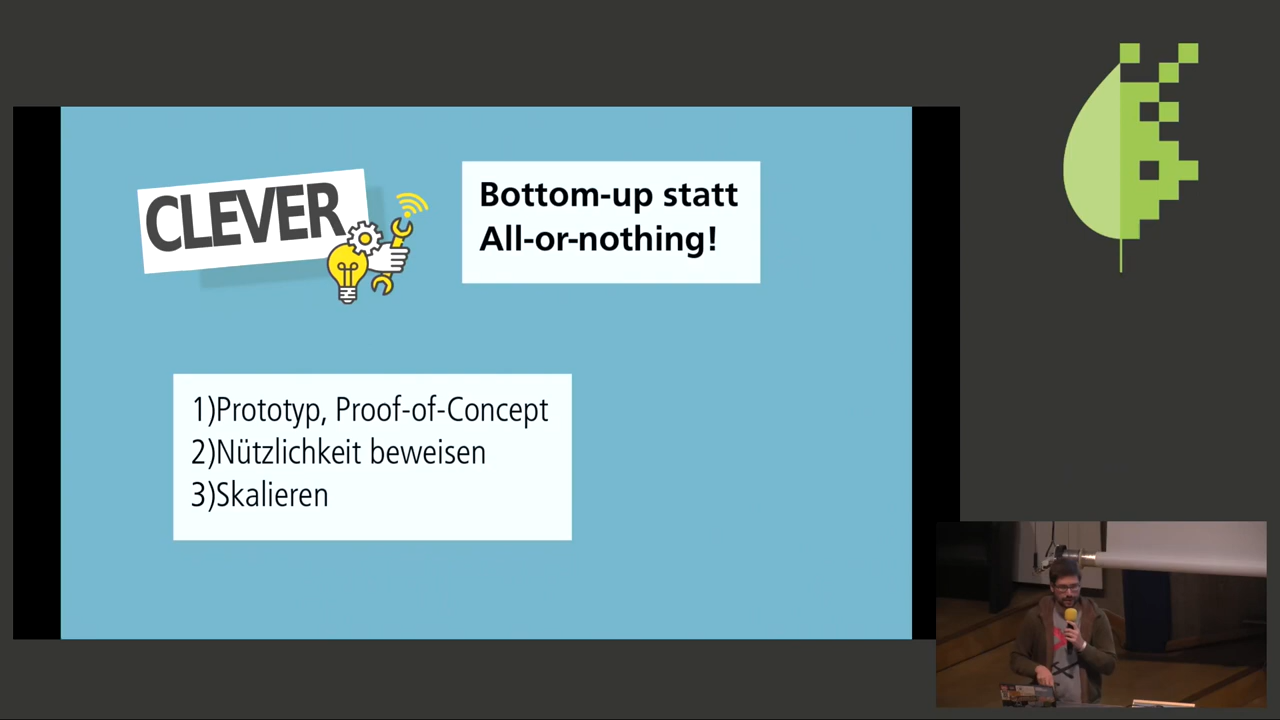 CLEVER
Bottom-up statt
All-or-nothing!
1)Prototyp, Proof-of-Concept
2)Nützlichkeit beweisen
3)Skalieren